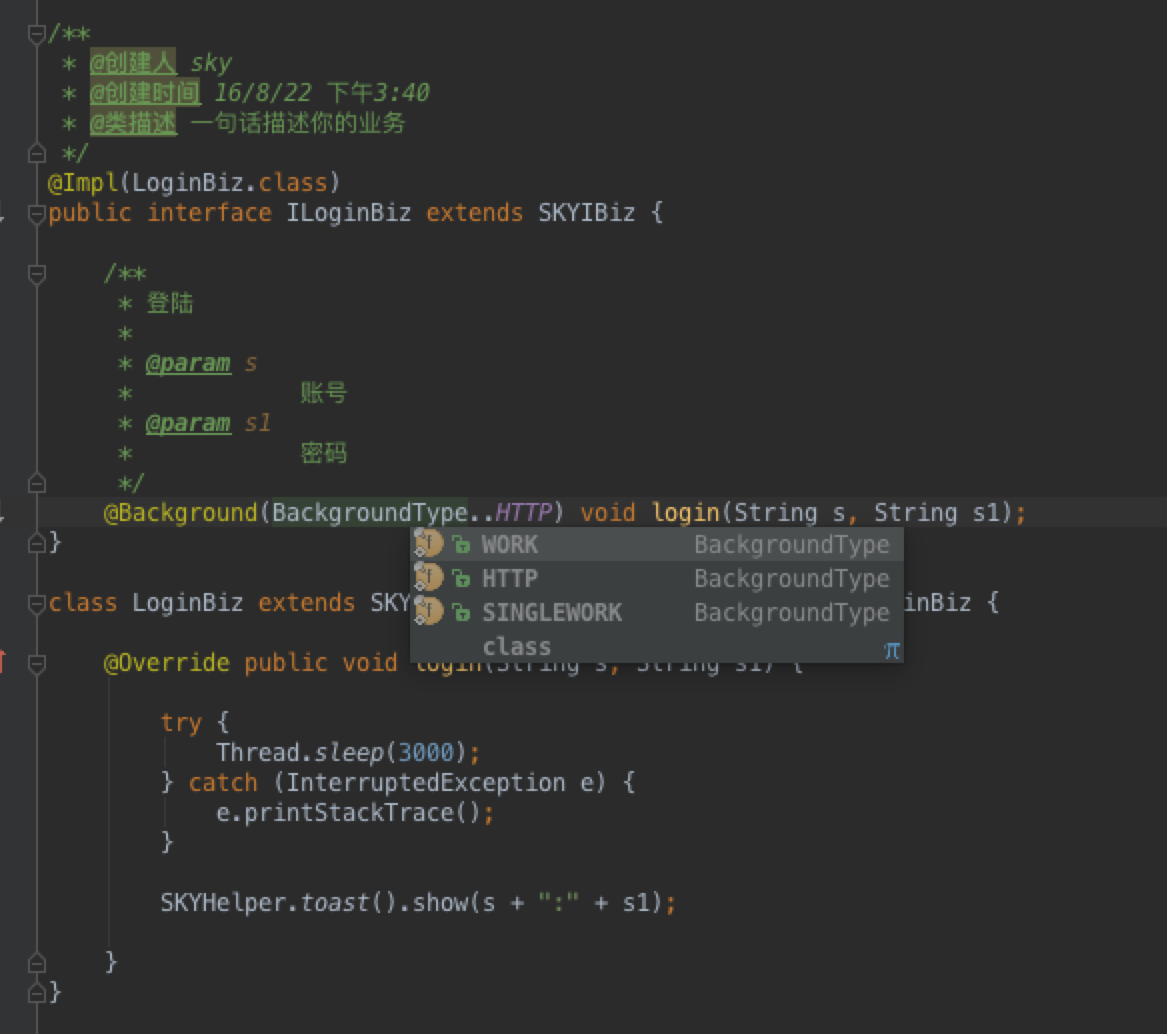 /**
 * @创建人 sky
 * @创建时间 16/8/22 下午3:40
 * @类描述 一句话描述你的业务
 */
@Impl(LoginBiz.class)
public interface ILoginBiz extends SKYIBiz {
    /**
     * 登陆
     *
     * @param s
     *            账号
     * @param s1
     *            密码
     */
    @Background(BackgroundType..HTTP) void login(String s, String s1);
}
WORK BackgroundType
HTTP BackgroundType
SINGLEWORK BackgroundType
class π
class LoginBiz extends SKY inBiz {
    @Override public void login(String s, String s1) {
        try {
            Thread.sleep(3000);
        } catch (InterruptedException e) {
            e.printStackTrace();
        }
        SKYHelper.toast().show(s + ":" + s1);
    }
}